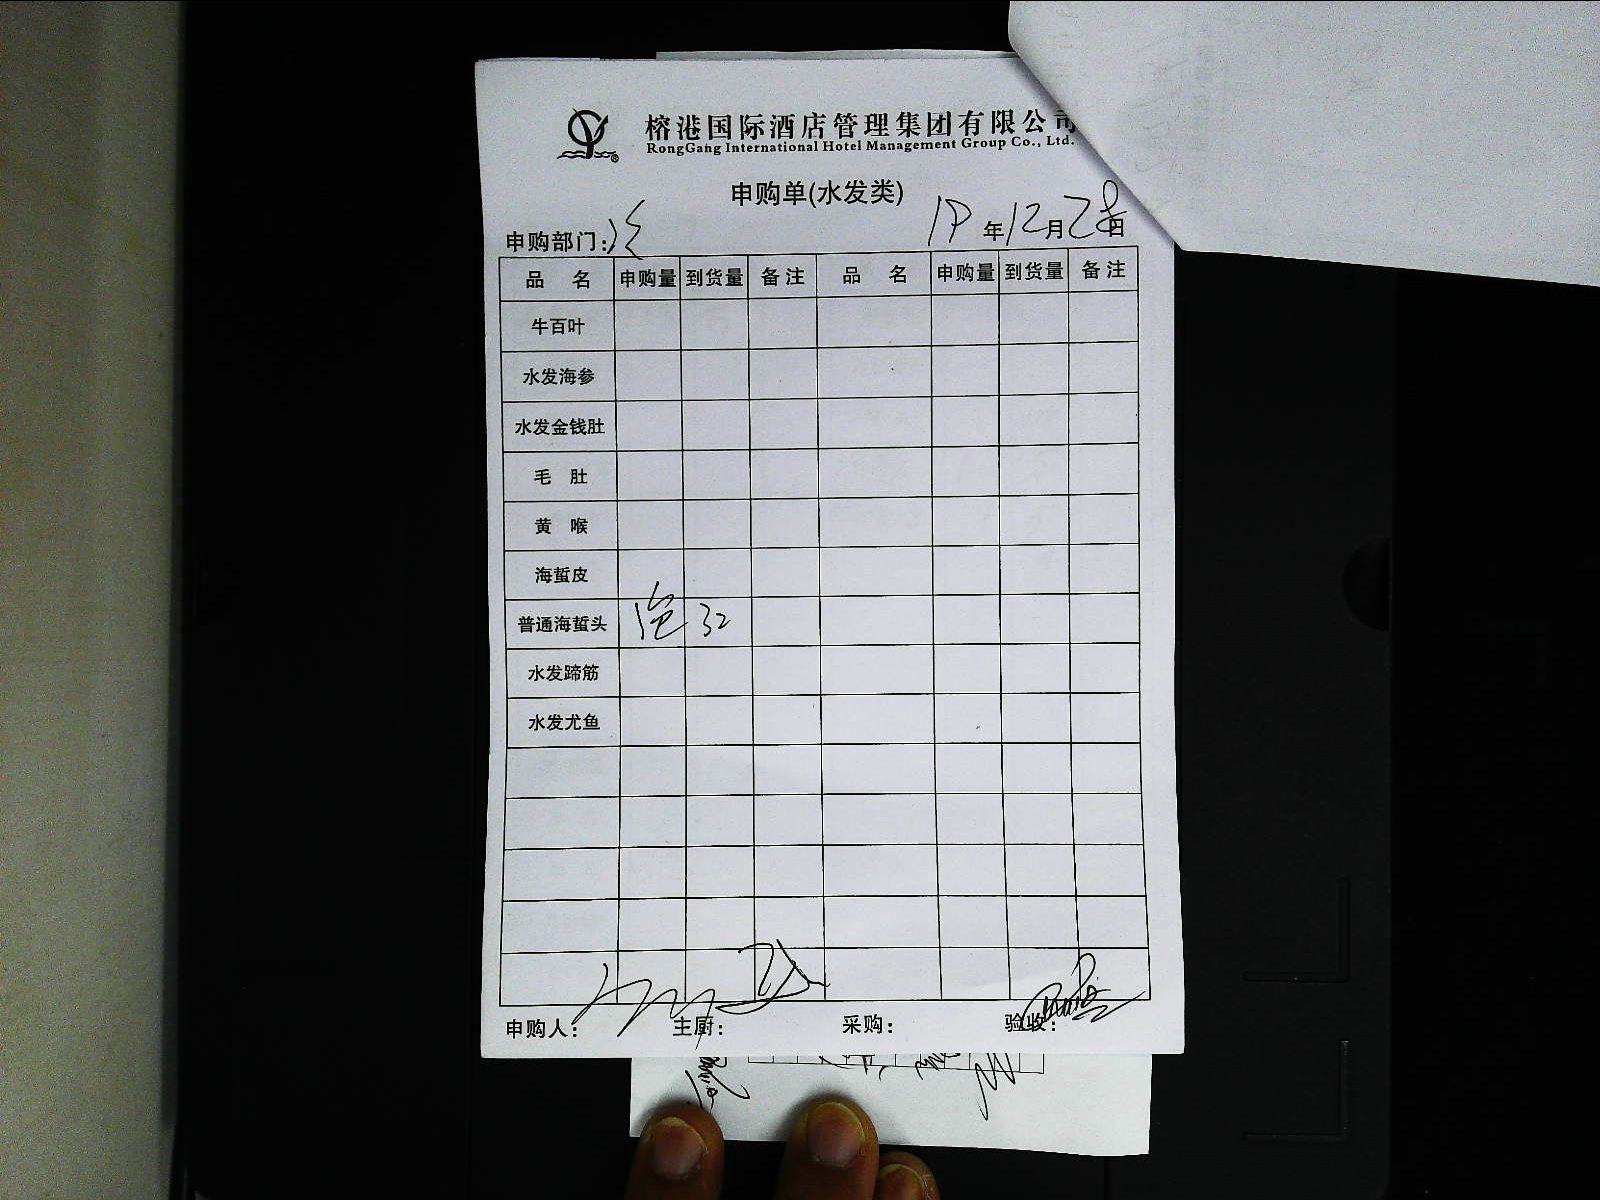 榕港国际酒店管理集团有限公司
RongGang International Hotel Management Group Co., Ltd.
申购单(水发类)
申购部门: 年12月28日
品 名 申购量 到货量 备注 品 名 申购量 到货量 备注
牛百叶
水发海参
水发金钱肚
毛 肚
黄 喉
海蜇皮
普通海蜇头 1包 32
水发蹄筋
水发尤鱼
申购人: 主厨: 采购: 验收: